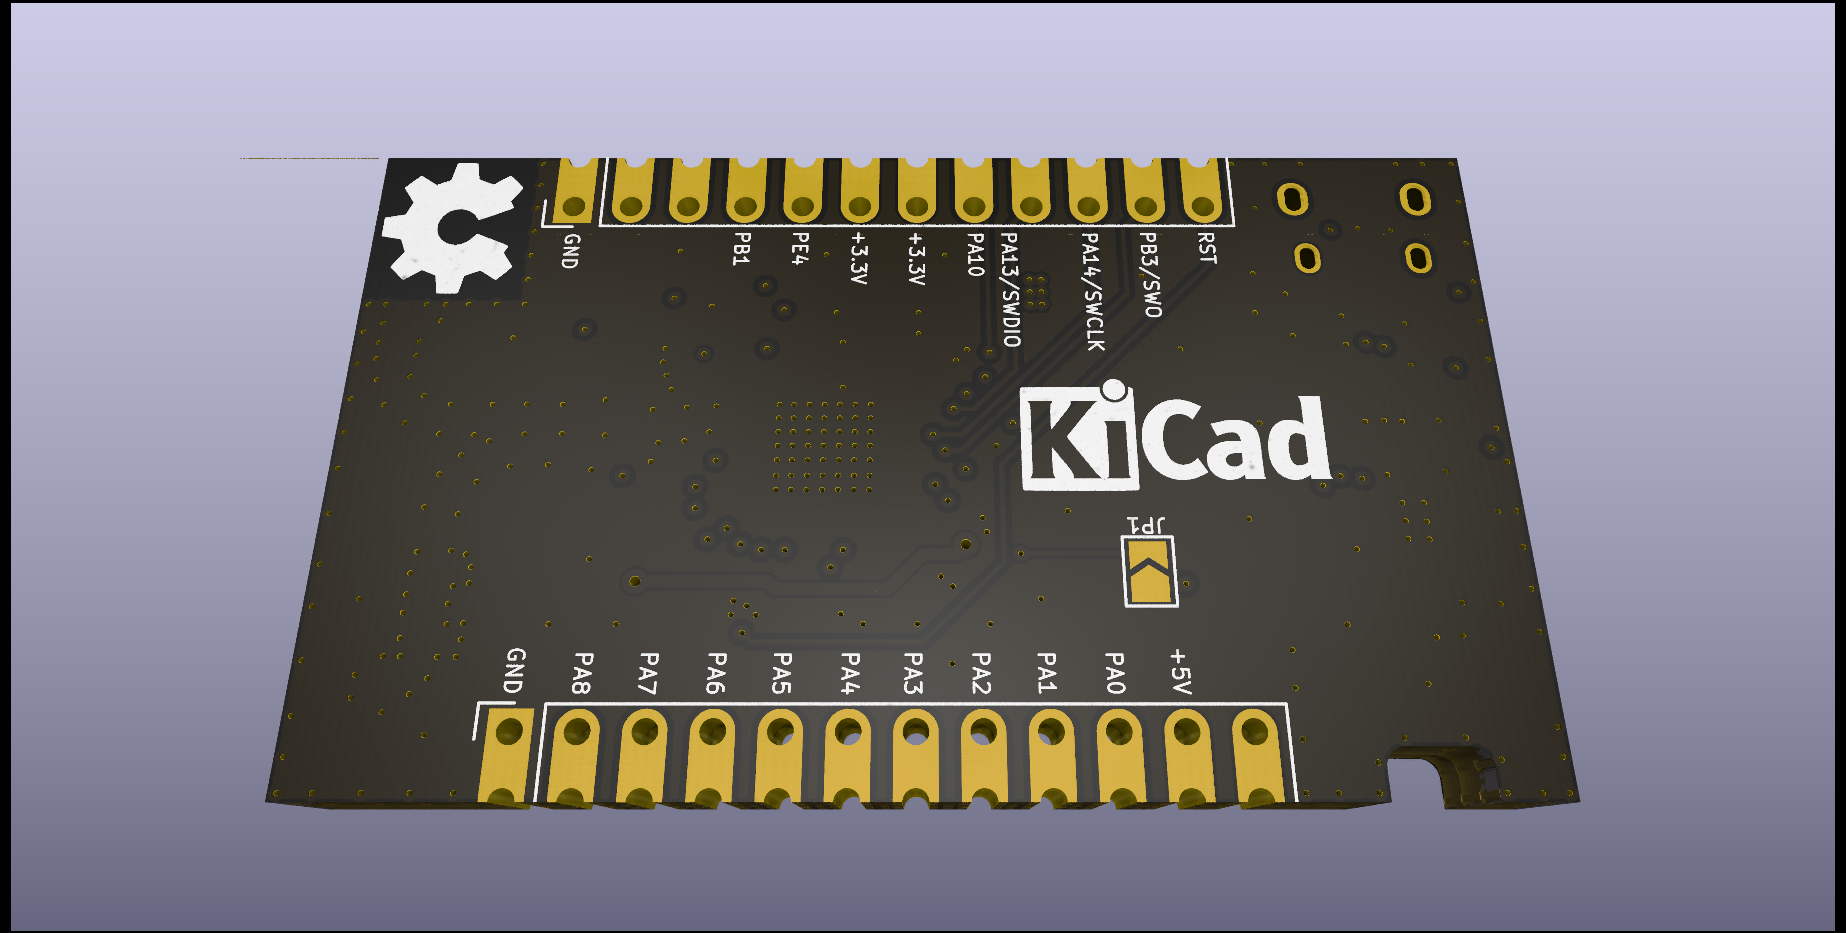 GND
PB1
PE4
+3.3V
+3.3V
PA10
PA13/SWDIO
PA14/SWCLK
PB3/SWO
RST
KiCad
JP1
GND
PA8
PA7
PA6
PA5
PA4
PA3
PA2
PA1
PA0
+5V